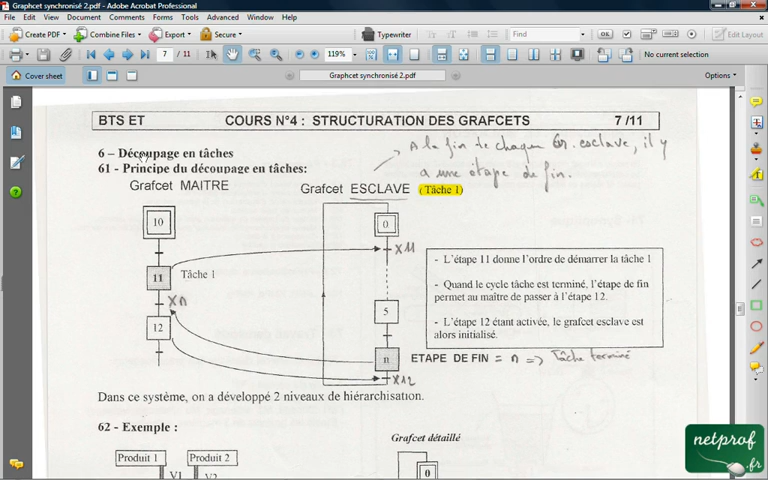 Graphcet synchronisé 2.pdf - Adobe Acrobat Professional
File Edit View Document Comments Forms Tools Advanced Window Help
Create PDF Combine Files Export Secure Typewriter Find Edit Layout
7 / 11 119% No current selection
Cover sheet Graphcet synchronisé 2.pdf Options
BTS ET COURS N°4 : STRUCTURATION DES GRAFCETS 7 /11
6 – Découpage en tâches
A la fin de chaque Gr. esclave, il y
a une étape de fin.
61 - Principe du découpage en tâches:
Grafcet MAITRE Grafcet ESCLAVE (Tâche 1)
10 0
X11
11 Tâche 1
Xn
12 5
- L'étape 11 donne l'ordre de démarrer la tâche 1
- Quand le cycle tâche est terminé, l'étape de fin
permet au maître de passer à l'étape 12.
- L'étape 12 étant activée, le grafcet esclave est
alors initialisé.
n ETAPE DE FIN = n => Tâche terminé
X12
Dans ce système, on a développé 2 niveaux de hiérarchisation.
62 - Exemple :
Grafcet détaillé
Produit 1 Produit 2
V1 V2
0
netprof
.fr